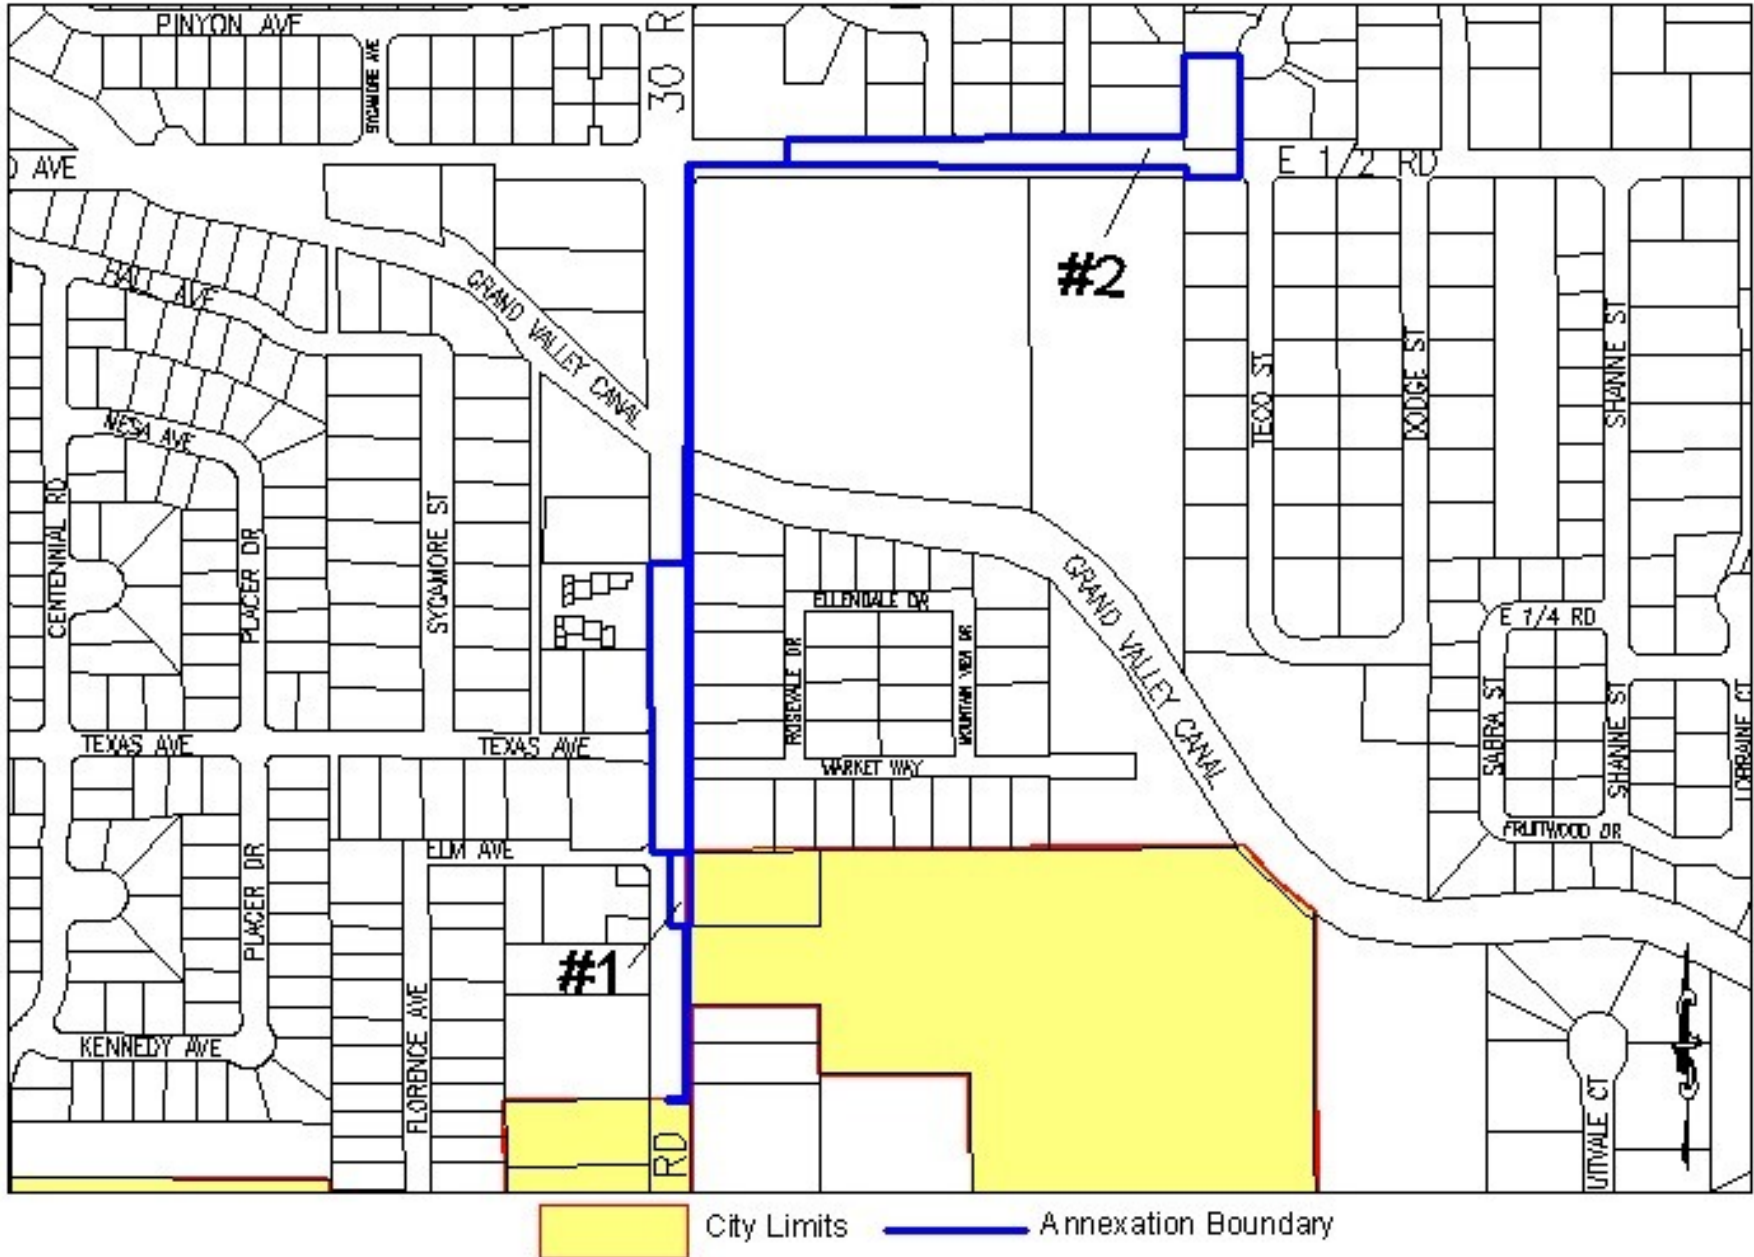 PINYON AVE
SYCAMORE AVE
30 R
AVE
E 1/2 RD
#2
HALL AVE
GRAND VALLEY CANAL
MESA AVE
TECO ST
DODGE ST
SHANNE ST
CENTENNIAL RD
PLACER DR
SYCAMORE ST
ELLENDALE DR
GRAND VALLEY CANAL
E 1/4 RD
ROSEVALE DR
MOUNTAIN VIEW DR
SABRA ST
SHANNE ST
LORRAINE CT
TEXAS AVE
TEXAS AVE
MARKET WAY
FRUITWOOD DR
ELM AVE
PLACER DR
#1
FLORENCE AVE
KENNEDY AVE
RD
UITVALE CT
City Limits
Annexation Boundary